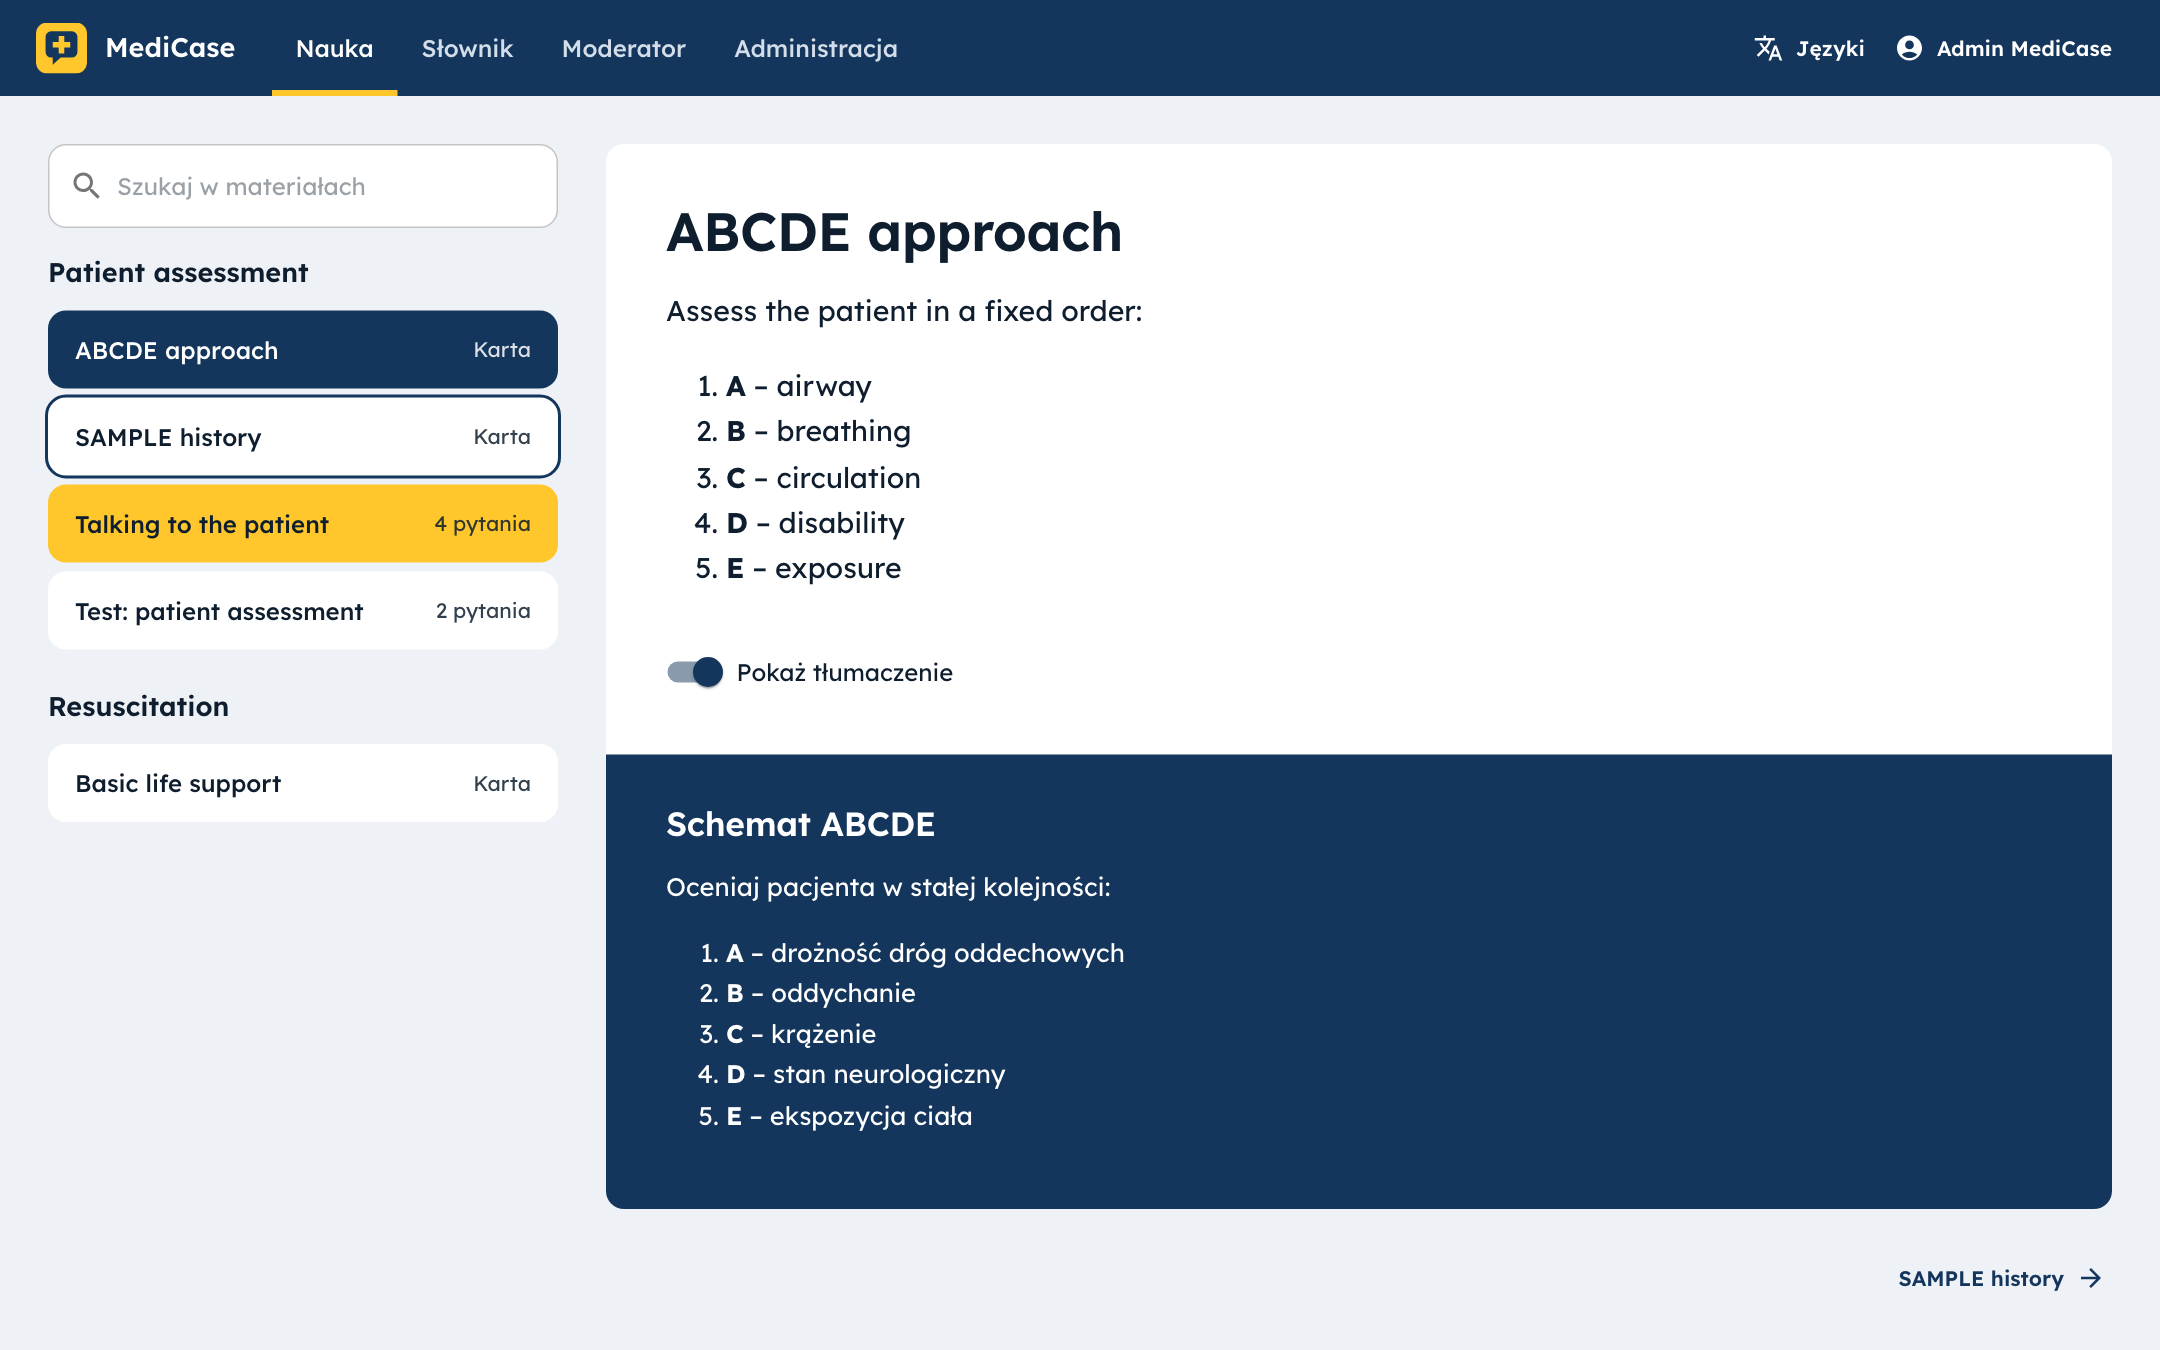 MediCase
Nauka
Słownik
Moderator
Administracja
Języki
Admin MediCase
Szukaj w materiałach
Patient assessment
ABCDE approach Karta
SAMPLE history Karta
Talking to the patient 4 pytania
Test: patient assessment 2 pytania
Resuscitation
Basic life support Karta
ABCDE approach
Assess the patient in a fixed order:
1. A – airway
2. B – breathing
3. C – circulation
4. D – disability
5. E – exposure
Pokaż tłumaczenie
Schemat ABCDE
Oceniaj pacjenta w stałej kolejności:
1. A – drożność dróg oddechowych
2. B – oddychanie
3. C – krążenie
4. D – stan neurologiczny
5. E – ekspozycja ciała
SAMPLE history